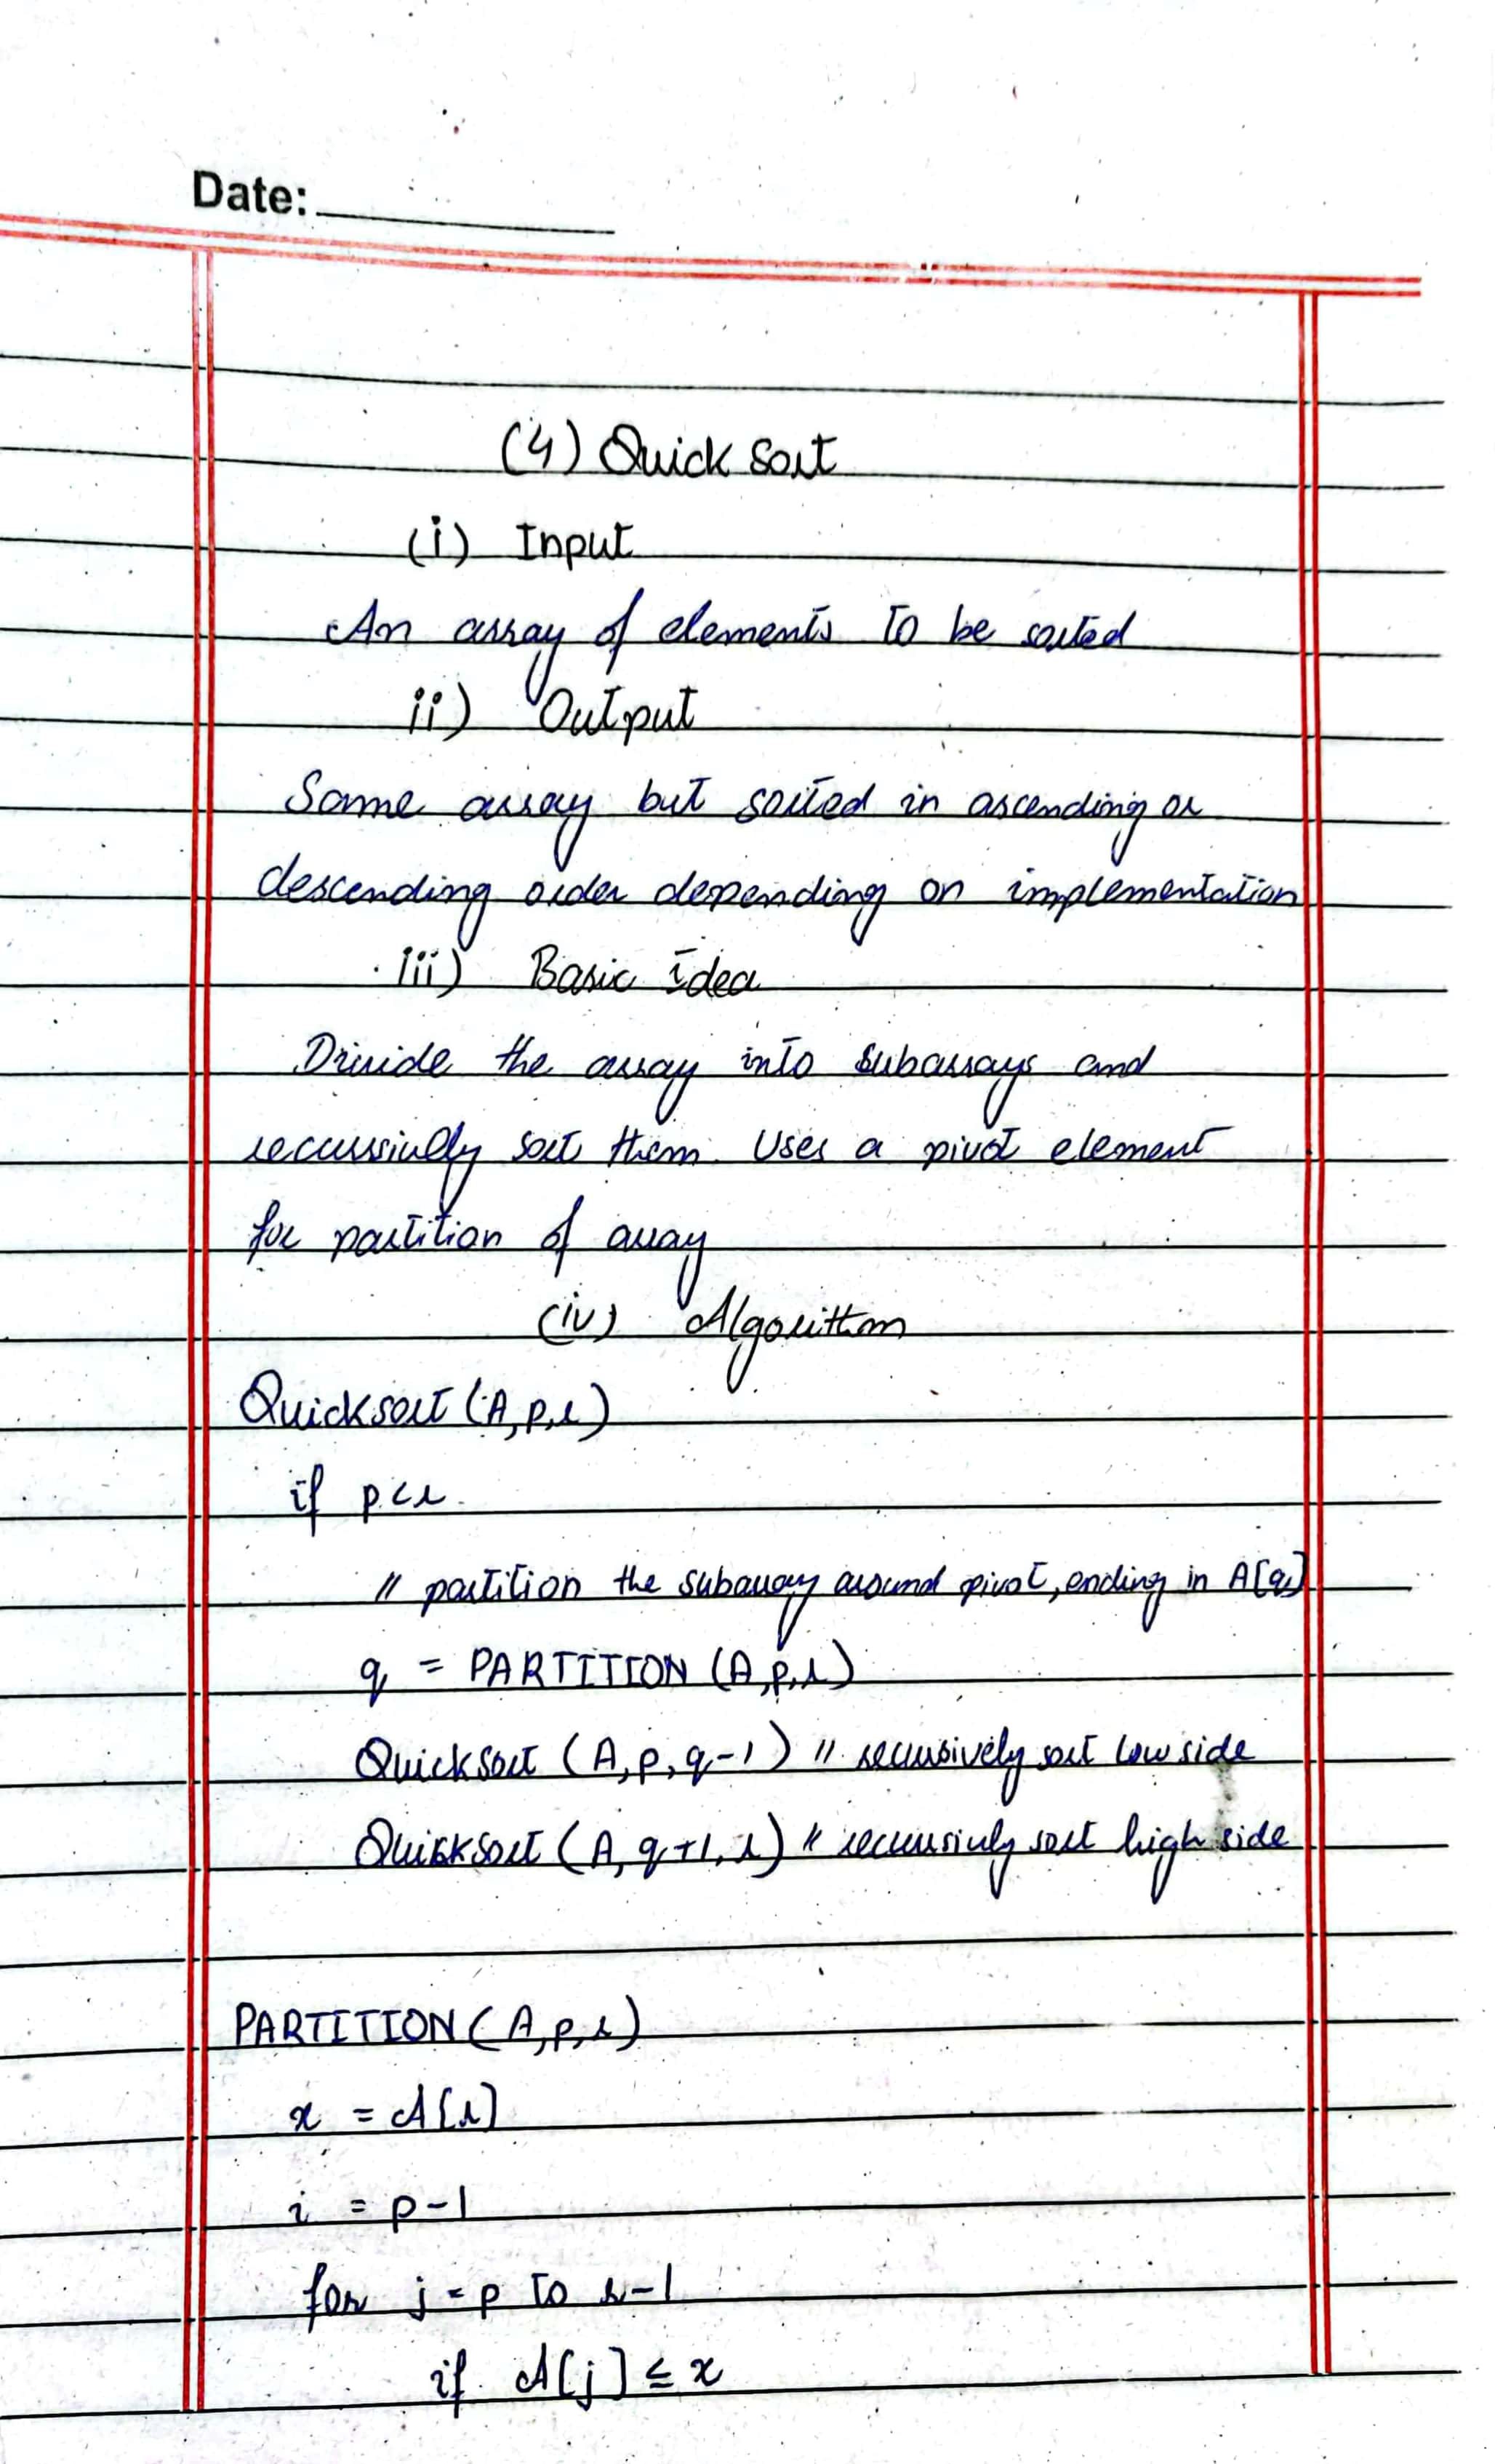 Date:
(4) Quick Sort
(i) Input
An array of elements to be sorted
ii) Output
Same array but sorted in ascending or
descending order depending on implementation
iii) Basic idea
Divide the array into subarrays and
recursively sort them. Uses a pivot element
for partition of array
(iv) Algorithm
Quicksort (A,p,r)
if p<r
// partition the subarray around pivot, ending in A[q]
q = PARTITION (A,p,r)
Quicksort (A,p,q-1) // recursively sort low side
Quicksort (A,q+1,r) // recursively sort high side
PARTITION (A,p,r)
x = A[r]
i = p-1
for j=p to r-1
if A[j] ≤ x